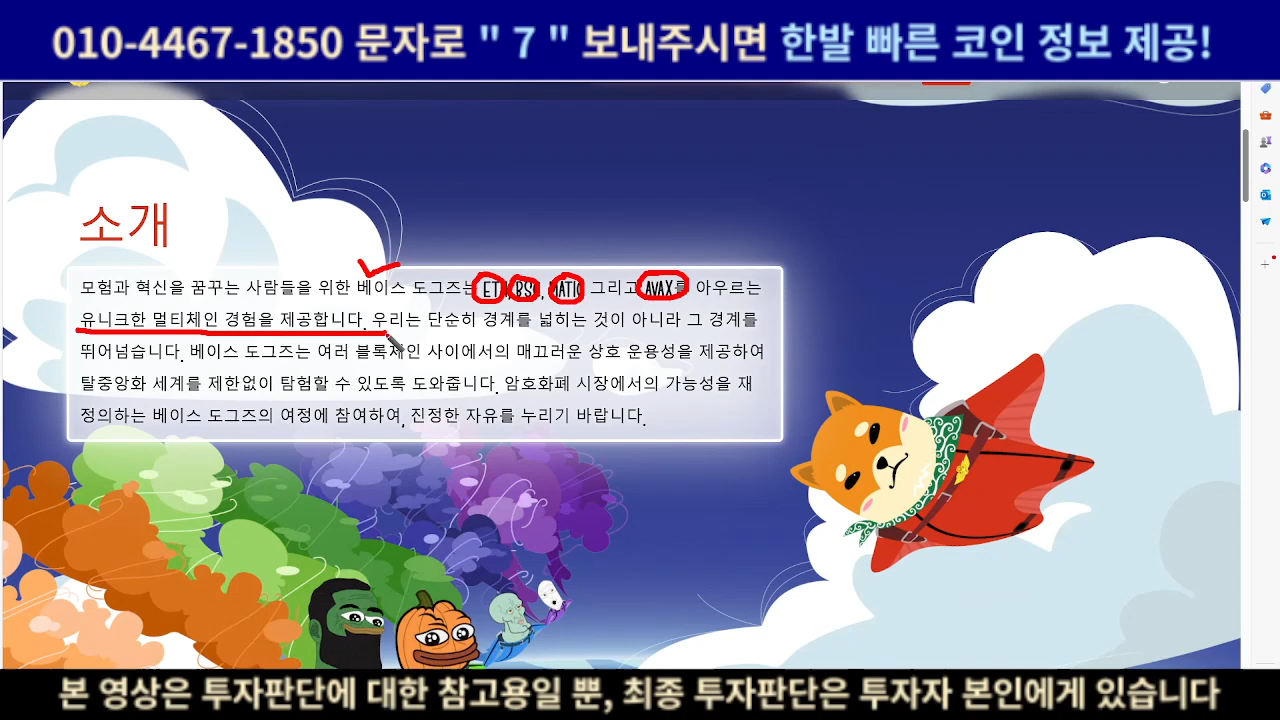 010-4467-1850 문자로 " 7 " 보내주시면 한발 빠른 코인 정보 제공!
소개
모험과 혁신을 꿈꾸는 사람들을 위한 베이스 도그즈는 ETH, BSC, MATIC 그리고 AVAX를 아우르는
유니크한 멀티체인 경험을 제공합니다. 우리는 단순히 경계를 넓히는 것이 아니라 그 경계를
뛰어넘습니다. 베이스 도그즈는 여러 블록체인 사이에서의 매끄러운 상호 운용성을 제공하여
탈중앙화 세계를 제한없이 탐험할 수 있도록 도와줍니다. 암호화폐 시장에서의 가능성을 재
정의하는 베이스 도그즈의 여정에 참여하여, 진정한 자유를 누리기 바랍니다.
본 영상은 투자판단에 대한 참고용일 뿐, 최종 투자판단은 투자자 본인에게 있습니다